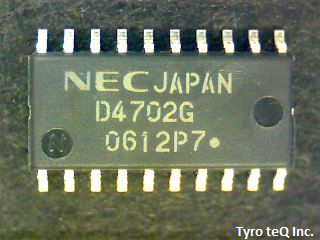 NEC JAPAN
D4702G
0612P7
N
Tyro teQ Inc.